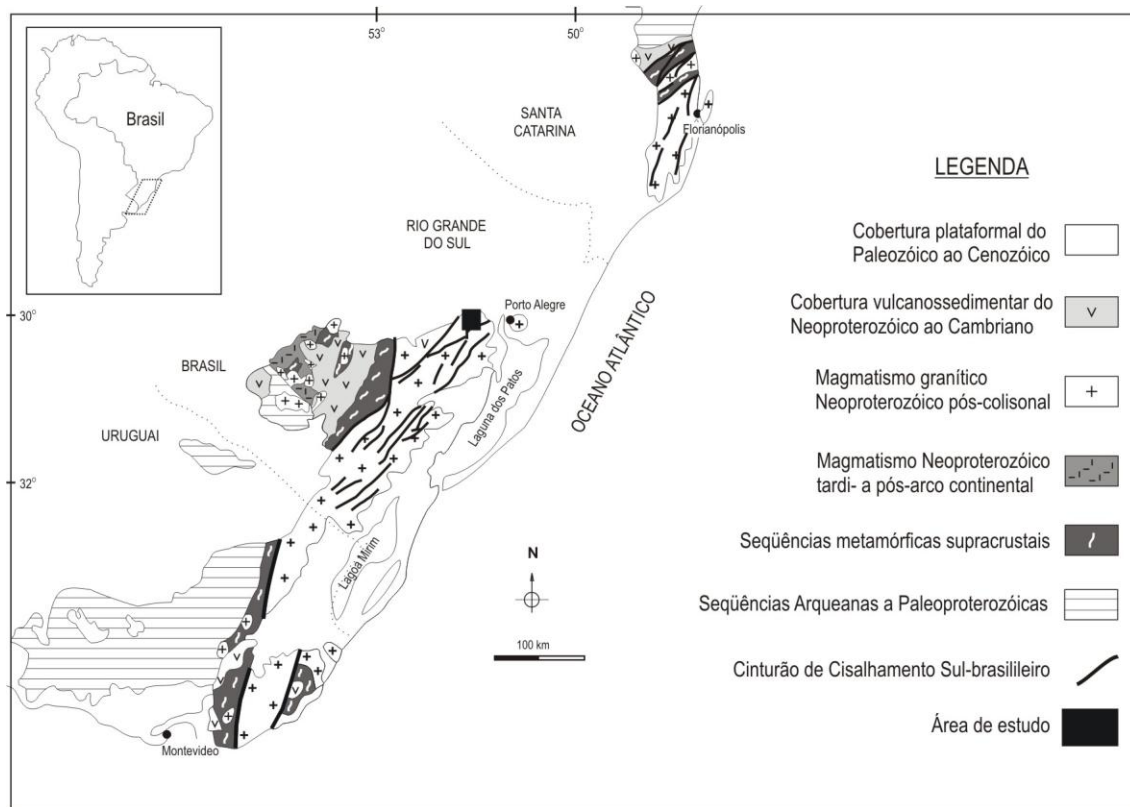 53°
50°
Brasil
SANTA
CATARINA
Florianópolis
RIO GRANDE
DO SUL
30°
Porto Alegre
BRASIL
Laguna dos Patos
OCEANO ATLÂNTICO
URUGUAI
32°
Lagoa Mirim
N
100 km
Montevideo
LEGENDA
Cobertura plataformal do
Paleozóico ao Cenozóico
Cobertura vulcanossedimentar do
Neoproterozóico ao Cambriano
Magmatismo granítico
Neoproterozóico pós-colisonal
Magmatismo Neoproterozóico
tardi- a pós-arco continental
Seqüências metamórficas supracrustais
Seqüências Arqueanas a Paleoproterozóicas
Cinturão de Cisalhamento Sul-brasilileiro
Área de estudo